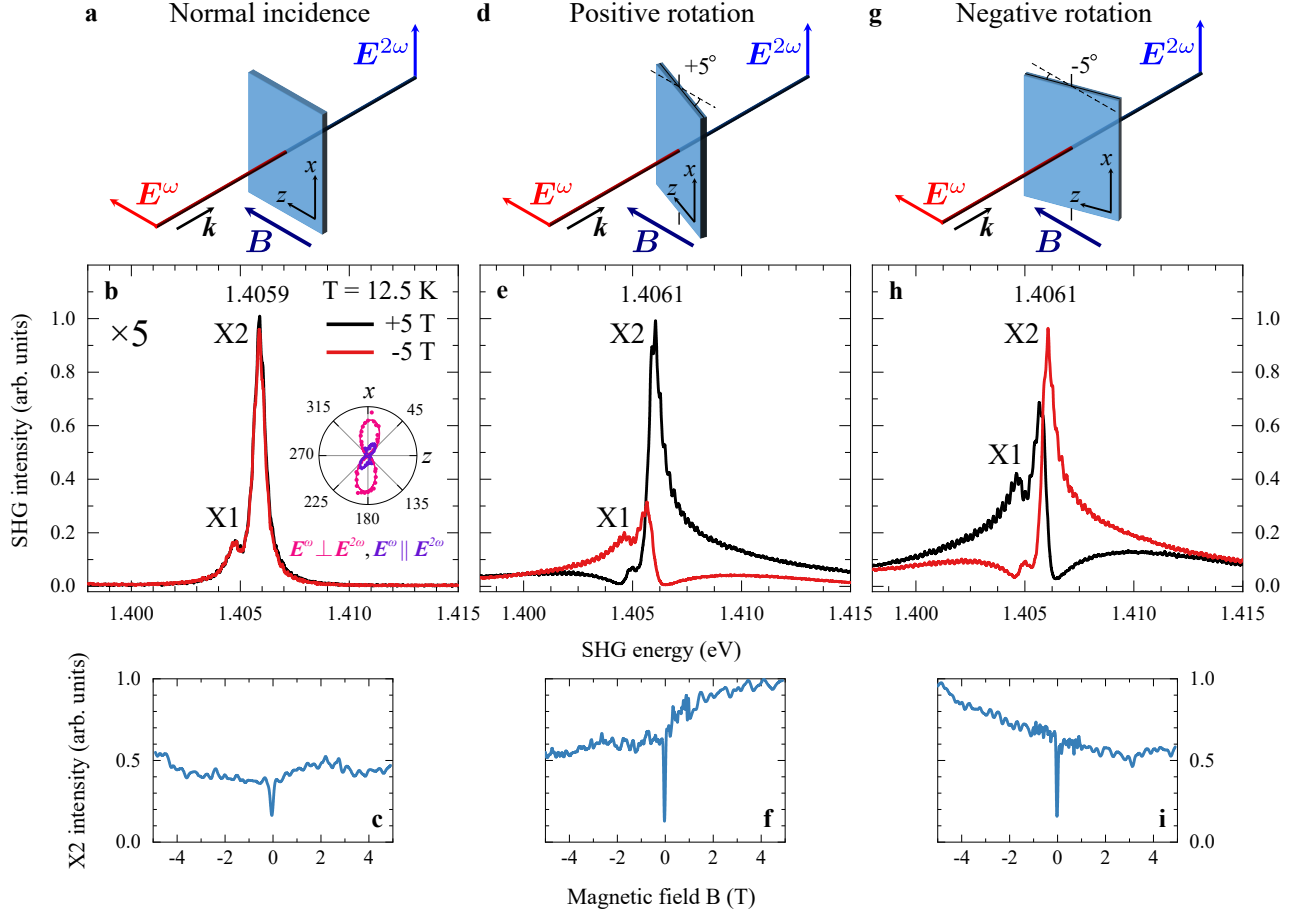 a Normal incidence
E^2ω
x
z
E^ω
k
B
d Positive rotation
+5°
E^2ω
x
z
E^ω
k
B
g Negative rotation
-5°
E^2ω
x
z
E^ω
k
B
SHG intensity (arb. units)
1.0
0.8
0.6
0.4
0.2
0.0
b T = 12.5 K
1.4059
×5
X2
+5 T
-5 T
X1
x
315 45
270 z
225 135
180
E^ω ⊥ E^2ω, E^ω ∥ E^2ω
1.400 1.405 1.410 1.415
e
1.4061
X2
X1
1.400 1.405 1.410 1.415
h
1.4061
X2
X1
1.0
0.8
0.6
0.4
0.2
0.0
1.400 1.405 1.410 1.415
SHG energy (eV)
X2 intensity (arb. units)
1.0
0.5
0.0
c
-4 -2 0 2 4
f
-4 -2 0 2 4
i
1.0
0.5
0.0
-4 -2 0 2 4
Magnetic field B (T)